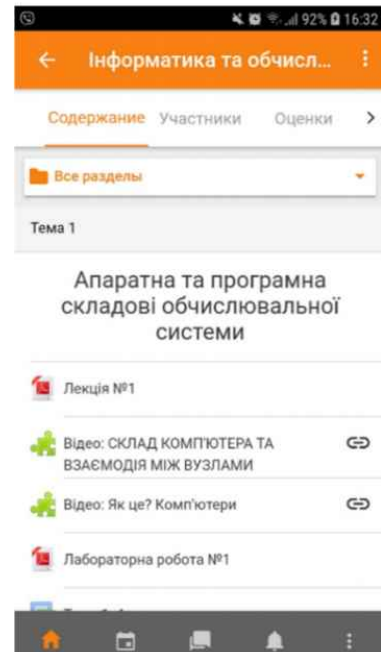 92% 16:32
Інформатика та обчисл...
Содержание Участники Оценки
Все разделы
Тема 1
Апаратна та програмна
складові обчислювальної
системи
Лекція №1
Відео: СКЛАД КОМП'ЮТЕРА ТА
ВЗАЄМОДІЯ МІЖ ВУЗЛАМИ
Відео: Як це? Комп'ютери
Лабораторна робота №1